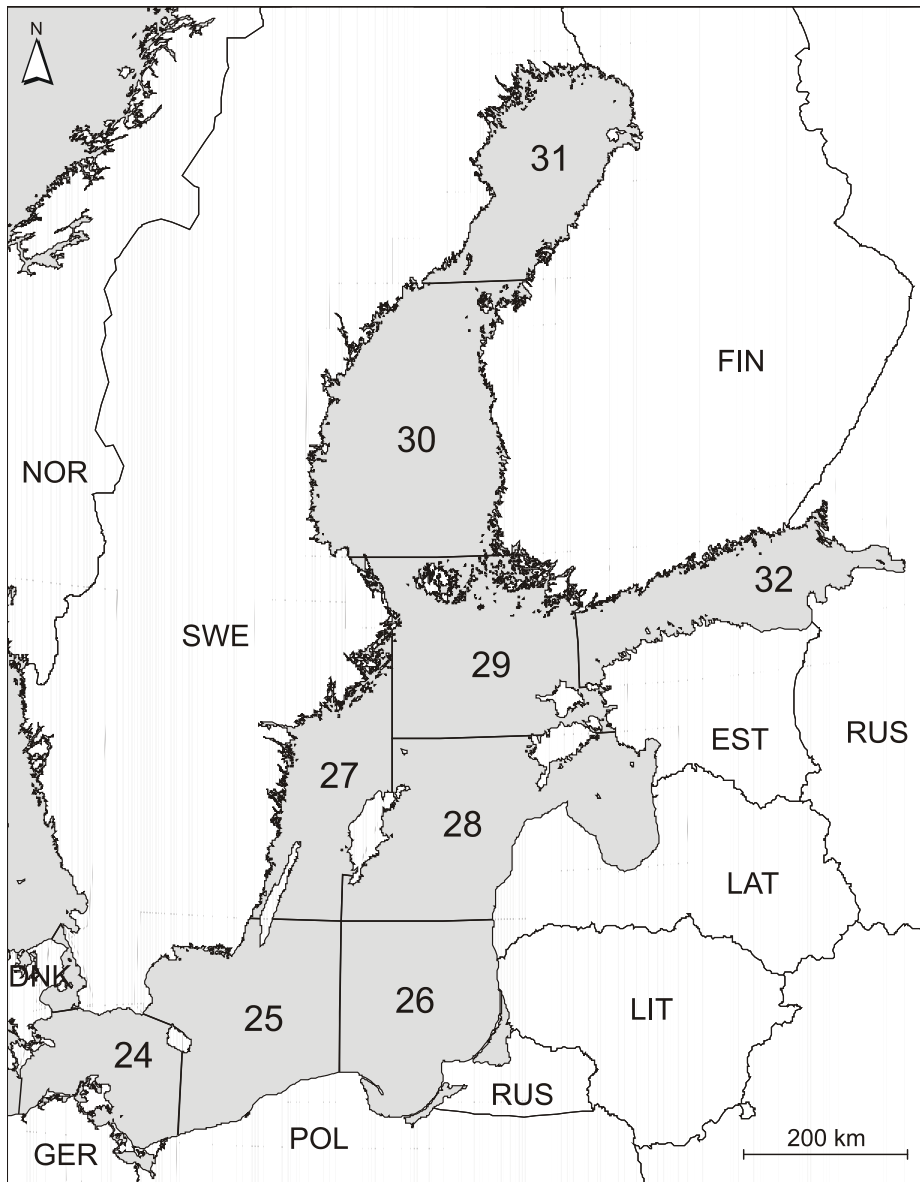 N
31
FIN
30
NOR
32
SWE
29
EST
RUS
27
28
LAT
DNK
25
26
LIT
24
RUS
POL
GER
200 km